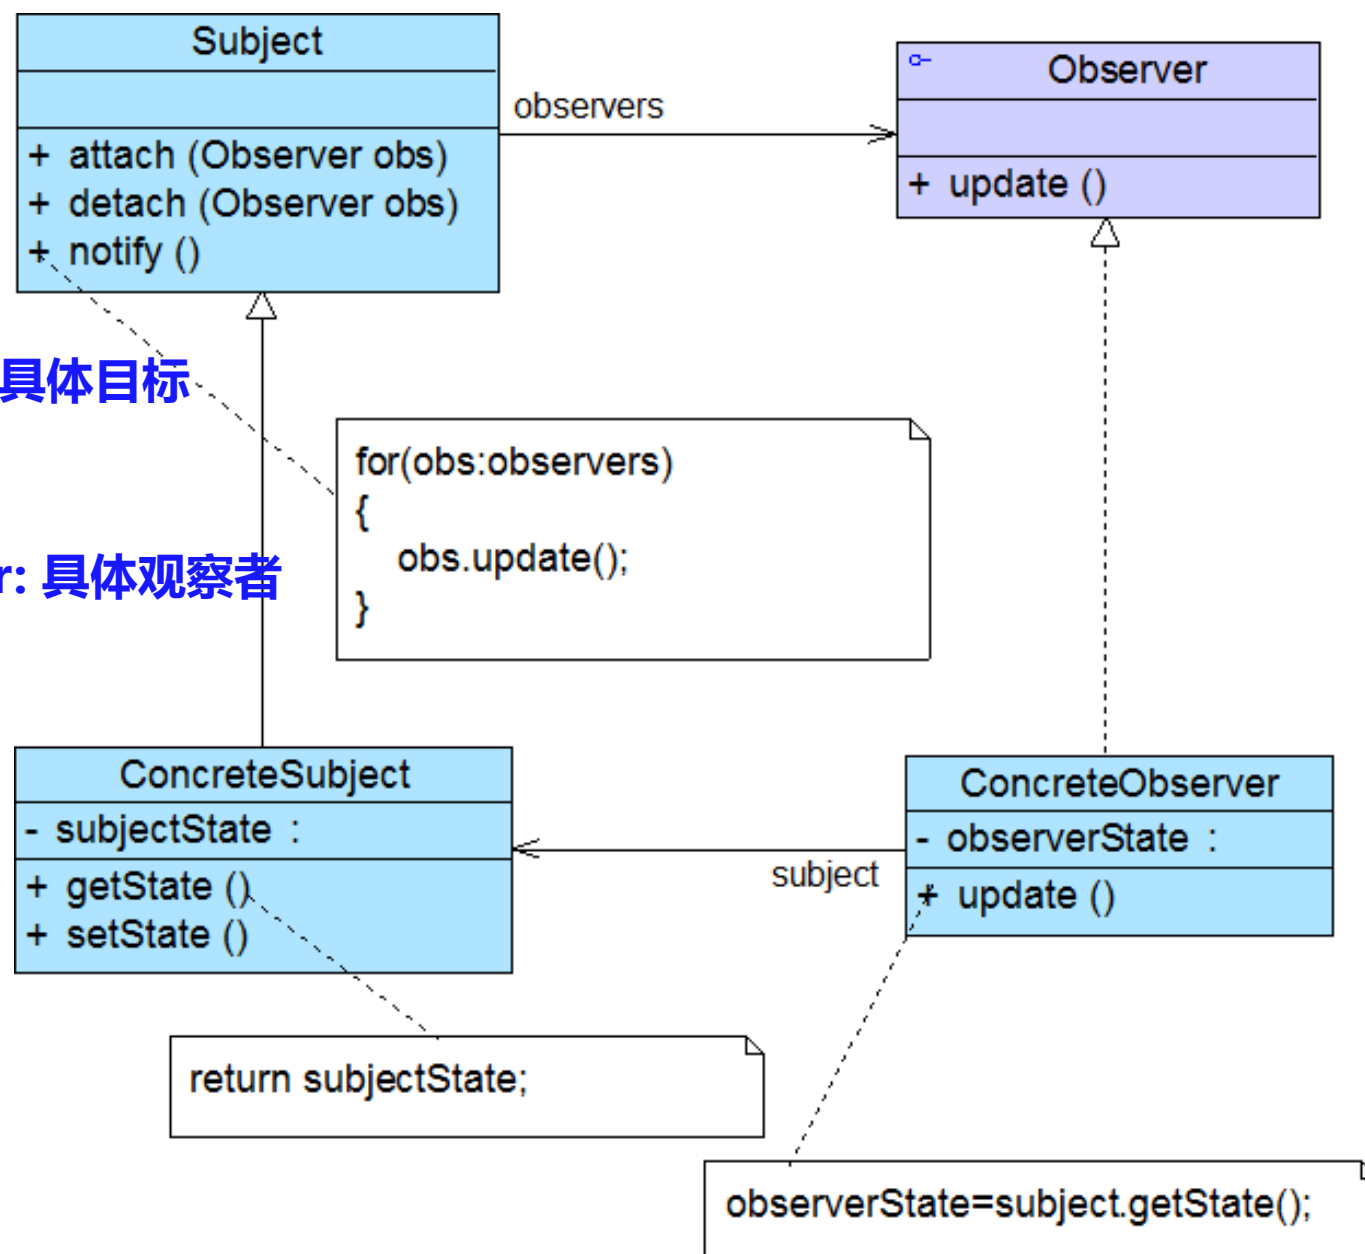 Subject
+ attach (Observer obs)
+ detach (Observer obs)
+ notify ()
observers
Observer
+ update ()
具体目标
r: 具体观察者
for(obs:observers)
{
obs.update();
}
ConcreteSubject
- subjectState :
+ getState ()
+ setState ()
subject
ConcreteObserver
- observerState :
+ update ()
return subjectState;
observerState=subject.getState();